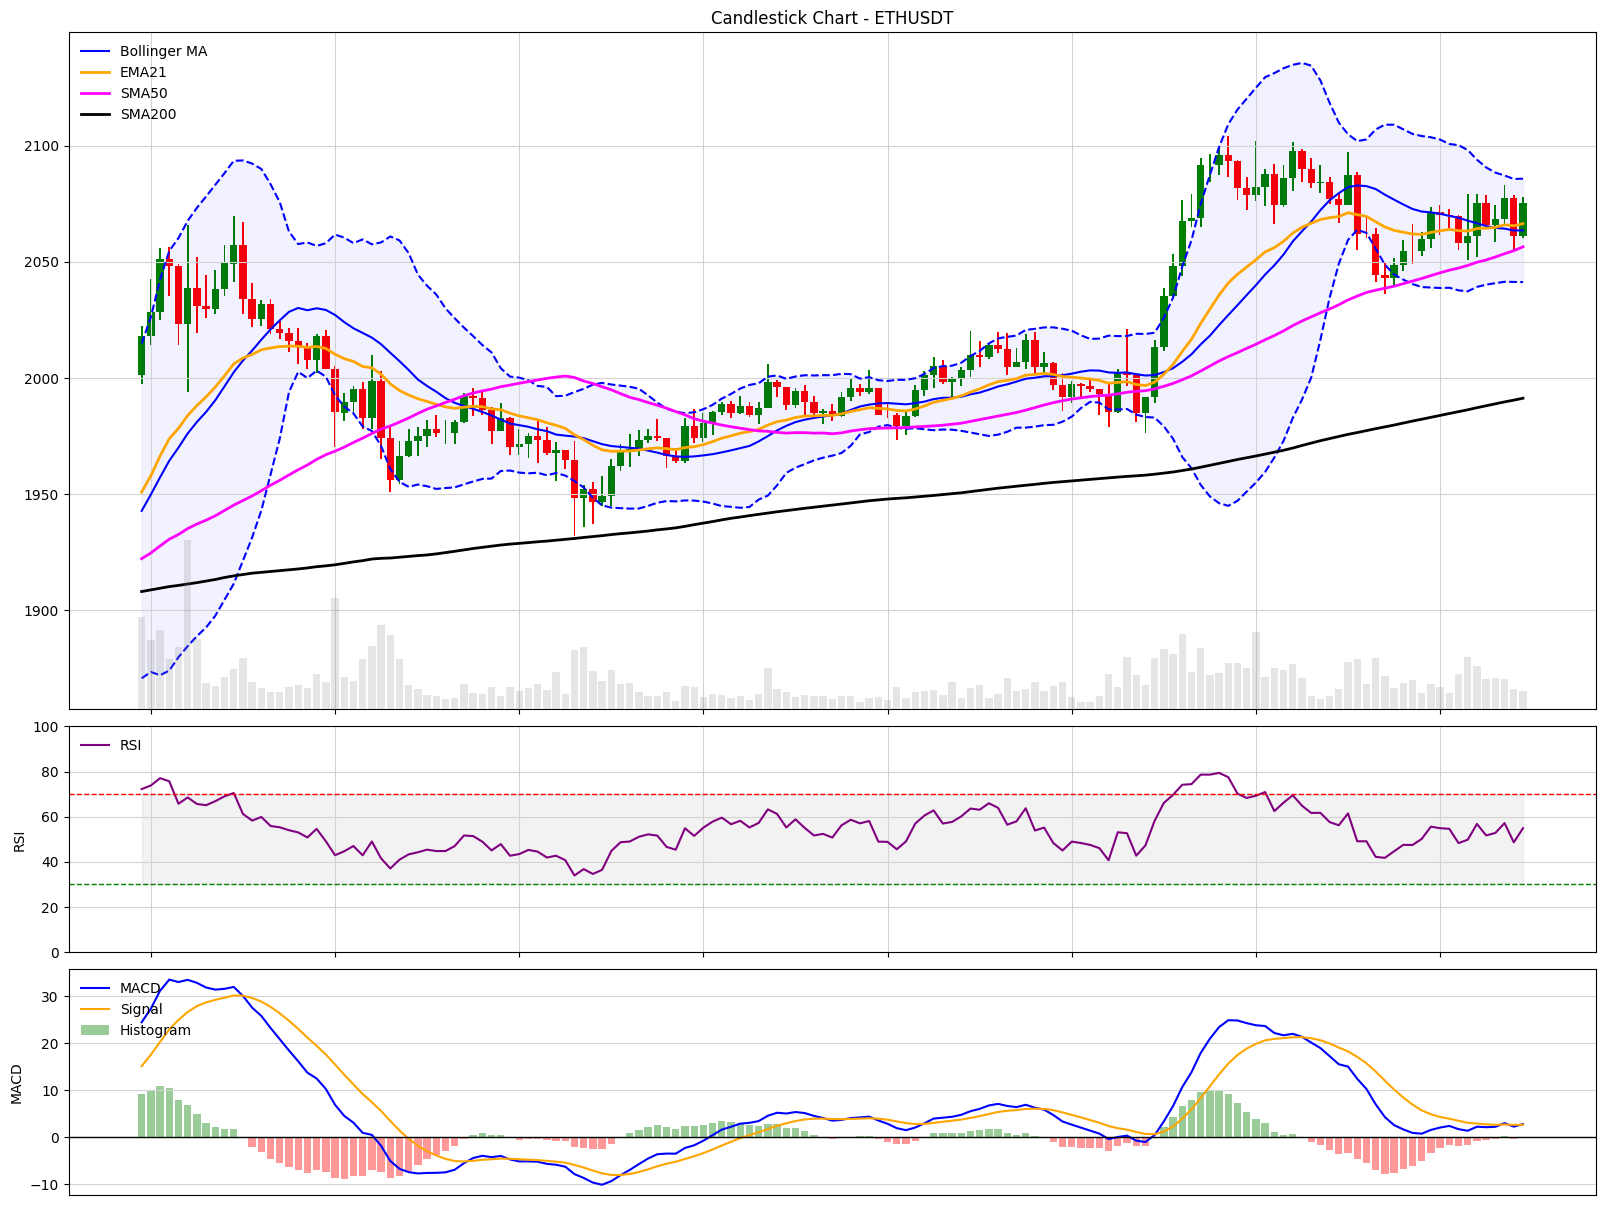 Candlestick Chart - ETHUSDT
Bollinger MA
EMA21
SMA50
SMA200
2100
2050
2000
1950
1900
RSI
100
80
60
40
20
0
RSI
MACD
Signal
Histogram
30
20
10
0
−10
MACD